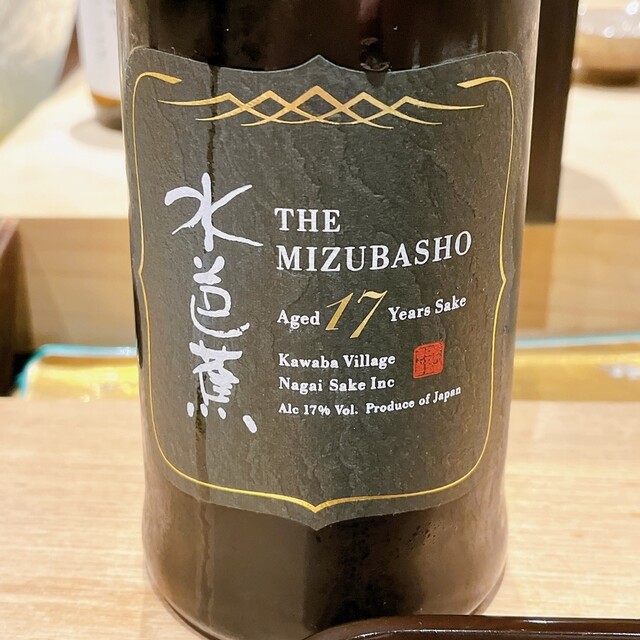 水芭蕉
THE
MIZUBASHO
Aged 17 Years Sake
Kawaba Village
Nagai Sake Inc
Alc 17% Vol. Produce of Japan